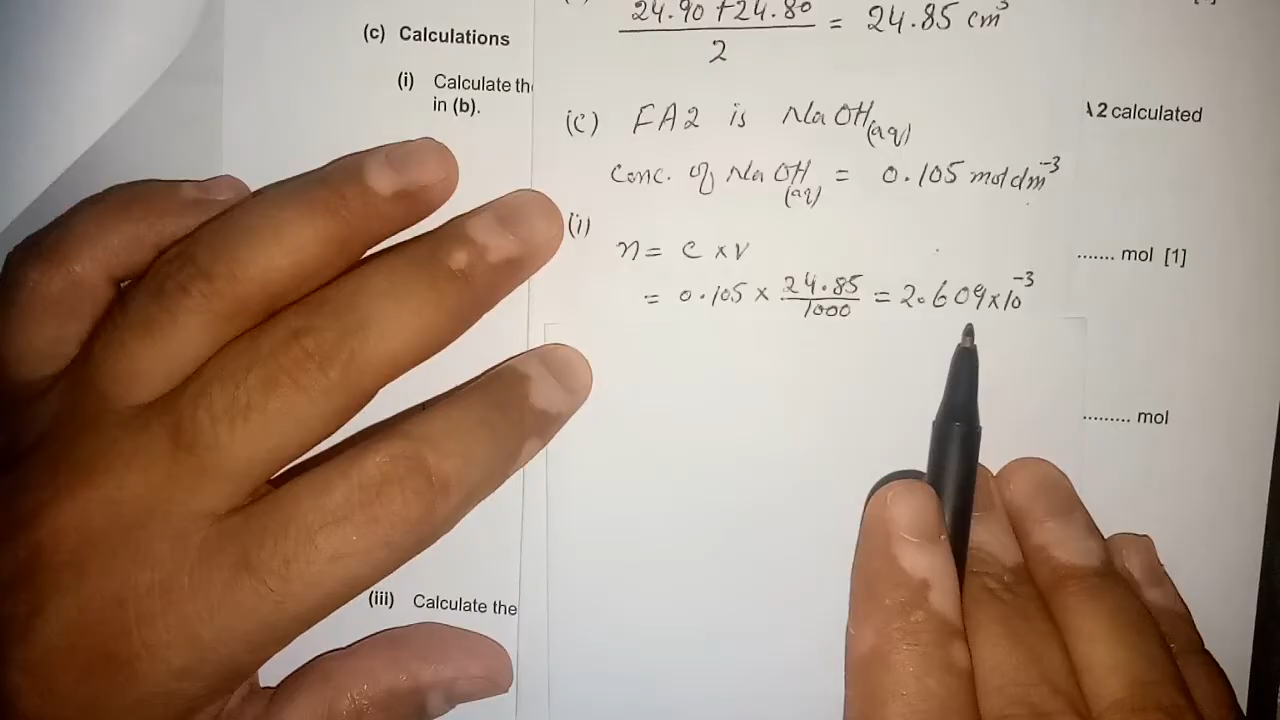 24.90 + 24.80
2
= 24.85 cm³
(c) Calculations
(i) Calculate the
in (b).
(c) FA2 is NaOH(aq)
A2 calculated
Conc. of NaOH(aq) = 0.105 mol dm⁻³
(i)
n = c x v
....... mol [1]
= 0.105 × 24.85/1000 = 2.609 × 10⁻³
......... mol
(iii) Calculate the